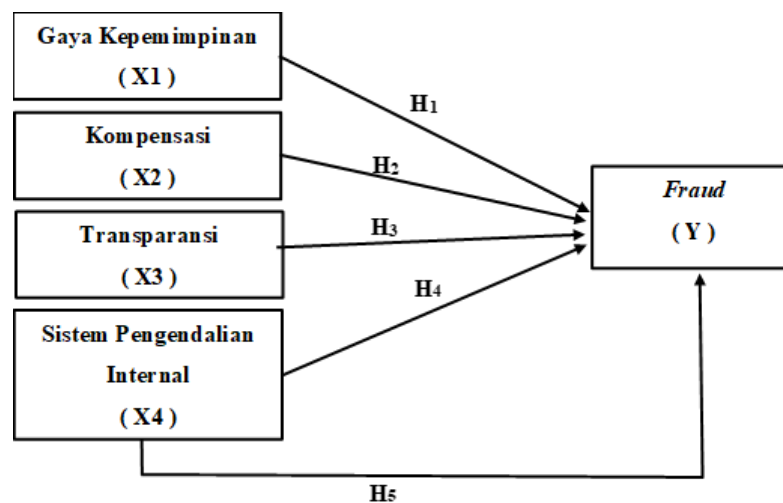 Gaya Kepemimpinan
( X1 )
H1
Kompensasi
( X2 )
H2
Fraud
( Y )
Transparansi
( X3 )
H3
H4
Sistem Pengendalian
Internal
( X4 )
H5